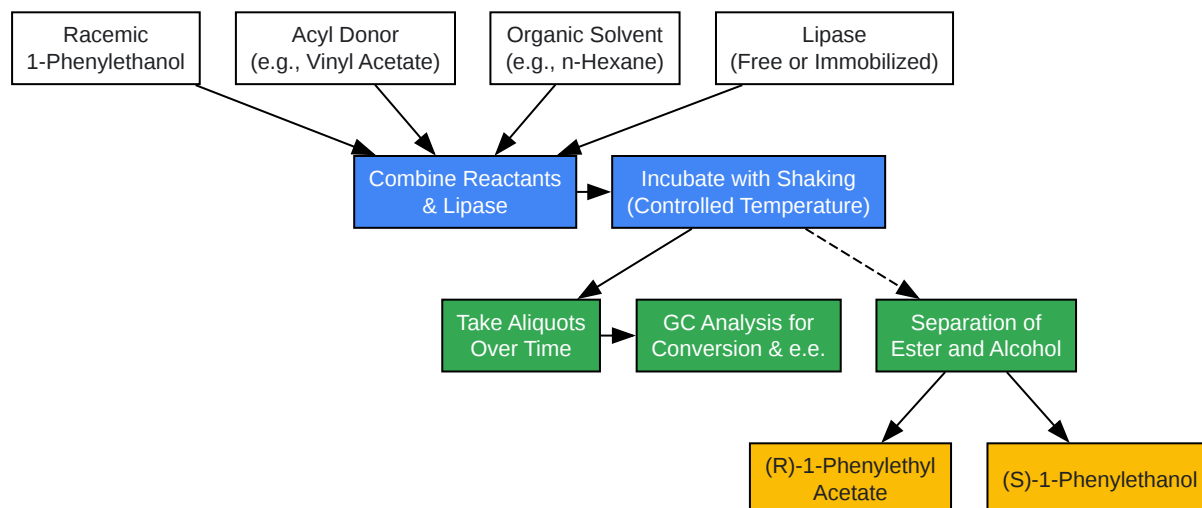 Racemic
1-Phenylethanol
Acyl Donor
(e.g., Vinyl Acetate)
Organic Solvent
(e.g., n-Hexane)
Lipase
(Free or Immobilized)
Combine Reactants
& Lipase
Incubate with Shaking
(Controlled Temperature)
Take Aliquots
Over Time
GC Analysis for
Conversion & e.e.
Separation of
Ester and Alcohol
(R)-1-Phenylethyl
Acetate
(S)-1-Phenylethanol